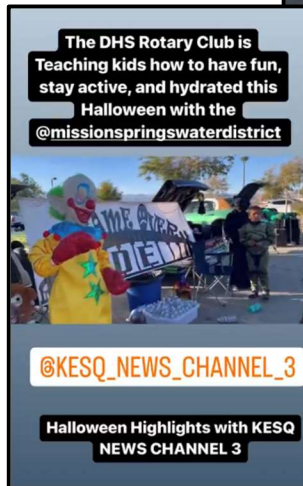 The DHS Rotary Club is
Teaching kids how to have fun,
stay active, and hydrated this
Halloween with the
@missionspringswaterdistrict
@KESQ_NEWS_CHANNEL_3
Halloween Highlights with KESQ
NEWS CHANNEL 3